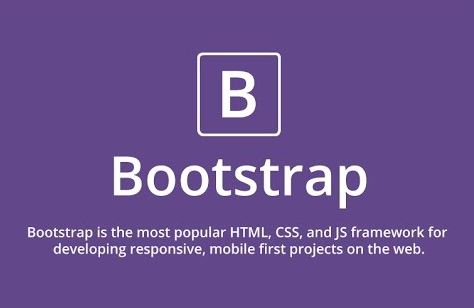 B
Bootstrap
Bootstrap is the most popular HTML, CSS, and JS framework for
developing responsive, mobile first projects on the web.